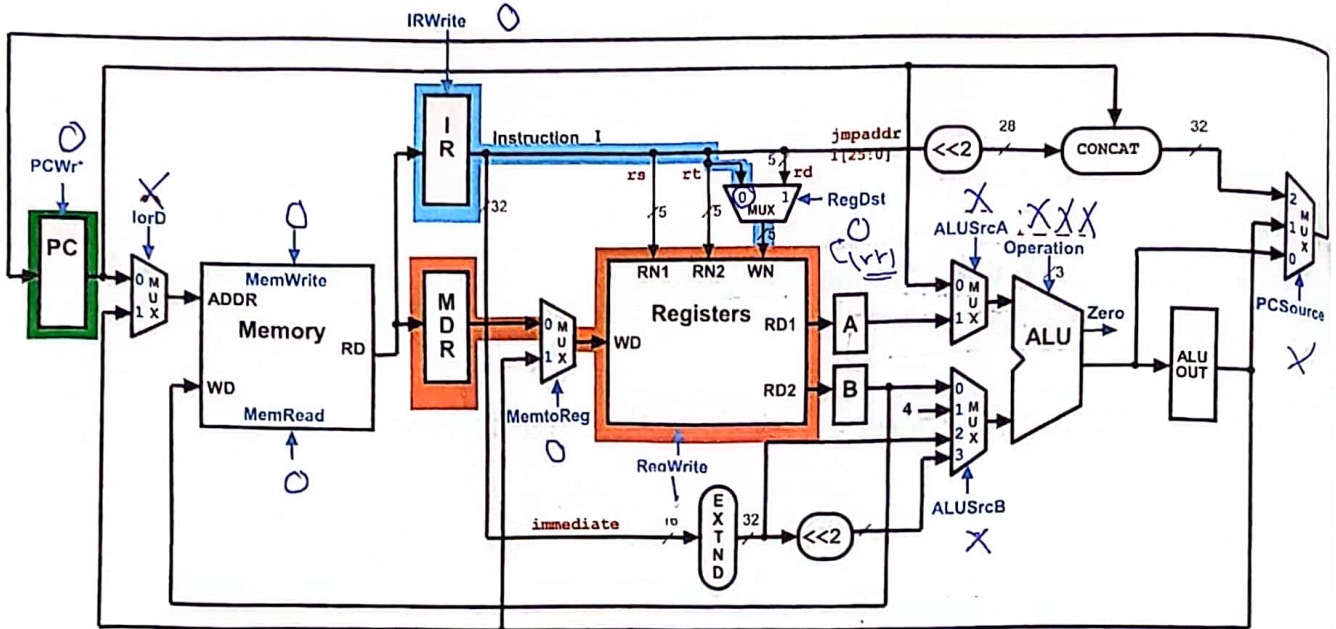 IRWrite 0
0
PCWr*
X
IorD
PC
0
1
MUX
0
MemWrite
ADDR
Memory
RD
WD
MemRead
0
IR
Instruction I
32
MDR
0
1
MUX
MemtoReg
0
rs
rt
5
rd
5
5
0
MUX
1
RegDst
5
0
jmpaddr
I[25:0]
<<2
28
CONCAT
32
RN1
RN2
WN
Registers
WD
RD1
RD2
RegWrite
1
A
B
4
X
ALUSrcA
0
1
MUX
XXX
Operation
3
ALU
Zero
0
1
2
3
MUX
ALUSrcB
X
ALU
OUT
2
1
0
MUX
PCSource
X
immediate
16
EXTND
32
<<2